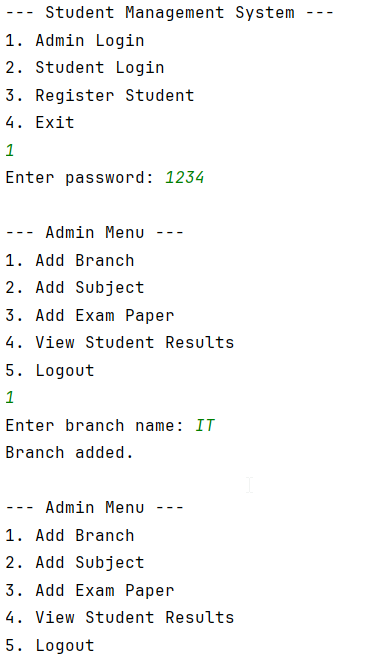 --- Student Management System ---
1. Admin Login
2. Student Login
3. Register Student
4. Exit
1
Enter password: 1234
--- Admin Menu ---
1. Add Branch
2. Add Subject
3. Add Exam Paper
4. View Student Results
5. Logout
1
Enter branch name: IT
Branch added.
--- Admin Menu ---
1. Add Branch
2. Add Subject
3. Add Exam Paper
4. View Student Results
5. Logout